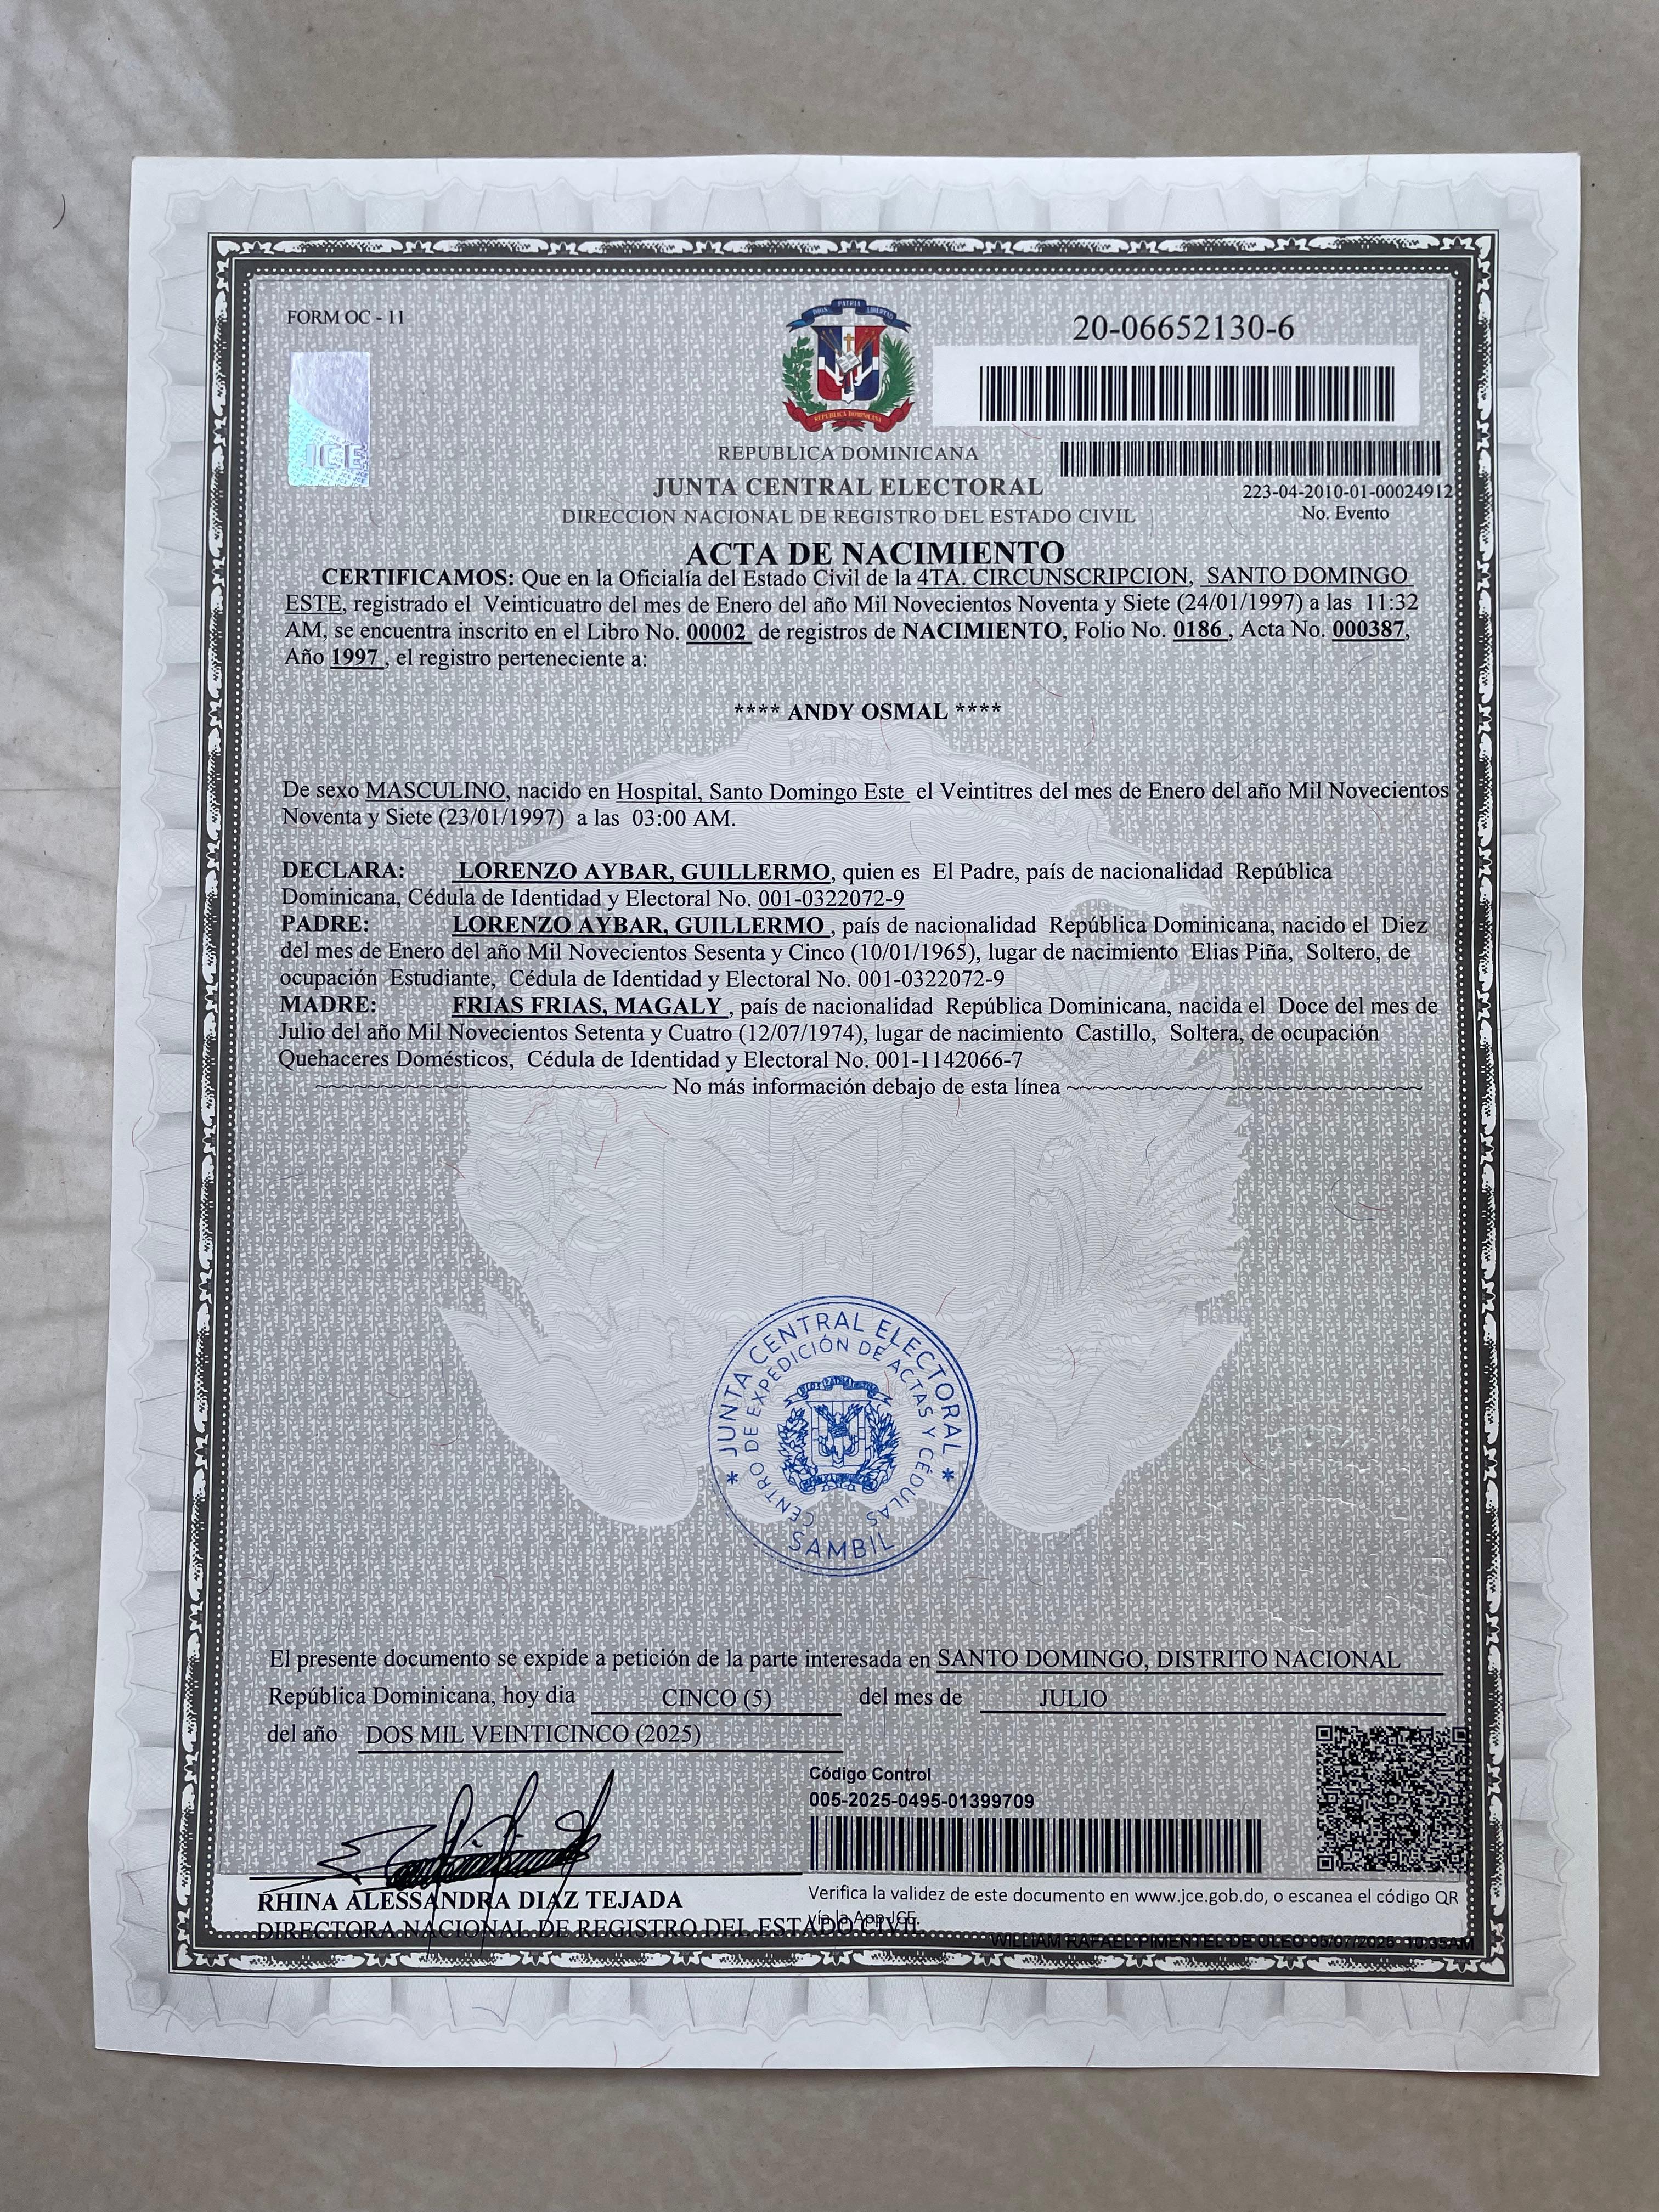 FORM OC - 11
DIOS PATRIA LIBERTAD
REPUBLICA DOMINICANA
20-06652130-6
JCE
REPUBLICA DOMINICANA
JUNTA CENTRAL ELECTORAL
223-04-2010-01-00024912
DIRECCION NACIONAL DE REGISTRO DEL ESTADO CIVIL
No. Evento
ACTA DE NACIMIENTO
CERTIFICAMOS: Que en la Oficialía del Estado Civil de la 4TA. CIRCUNSCRIPCION, SANTO DOMINGO
ESTE, registrado el Veinticuatro del mes de Enero del año Mil Novecientos Noventa y Siete (24/01/1997) a las 11:32
AM, se encuentra inscrito en el Libro No. 00002 de registros de NACIMIENTO, Folio No. 0186 , Acta No. 000387,
Año 1997 , el registro perteneciente a:
**** ANDY OSMAL ****
PATRIA
De sexo MASCULINO, nacido en Hospital, Santo Domingo Este el Veintitres del mes de Enero del año Mil Novecientos
Noventa y Siete (23/01/1997) a las 03:00 AM.
DECLARA: LORENZO AYBAR, GUILLERMO, quien es El Padre, país de nacionalidad República
Dominicana, Cédula de Identidad y Electoral No. 001-0322072-9
PADRE: LORENZO AYBAR, GUILLERMO , país de nacionalidad República Dominicana, nacido el Diez
del mes de Enero del año Mil Novecientos Sesenta y Cinco (10/01/1965), lugar de nacimiento Elias Piña, Soltero, de
ocupación Estudiante, Cédula de Identidad y Electoral No. 001-0322072-9
MADRE: FRIAS FRIAS, MAGALY , país de nacionalidad República Dominicana, nacida el Doce del mes de
Julio del año Mil Novecientos Setenta y Cuatro (12/07/1974), lugar de nacimiento Castillo, Soltera, de ocupación
Quehaceres Domésticos, Cédula de Identidad y Electoral No. 001-1142066-7
No más información debajo de esta línea
* JUNTA CENTRAL ELECTORAL *
CENTRO DE EXPEDICIÓN DE ACTAS Y CÉDULAS
SAMBIL
El presente documento se expide a petición de la parte interesada en SANTO DOMINGO, DISTRITO NACIONAL
República Dominicana, hoy dia CINCO (5) del mes de JULIO
del año DOS MIL VEINTICINCO (2025)
Código Control
005-2025-0495-01399709
RHINA ALESSANDRA DIAZ TEJADA
DIRECTORA NACIONAL DE REGISTRO DEL ESTADO CIVIL
Verifica la validez de este documento en www.jce.gob.do, o escanea el código QR
vía la App JCE.
WILLIAM RAFAEL PIMENTEL DE OLEO 05/07/2025 10:35AM